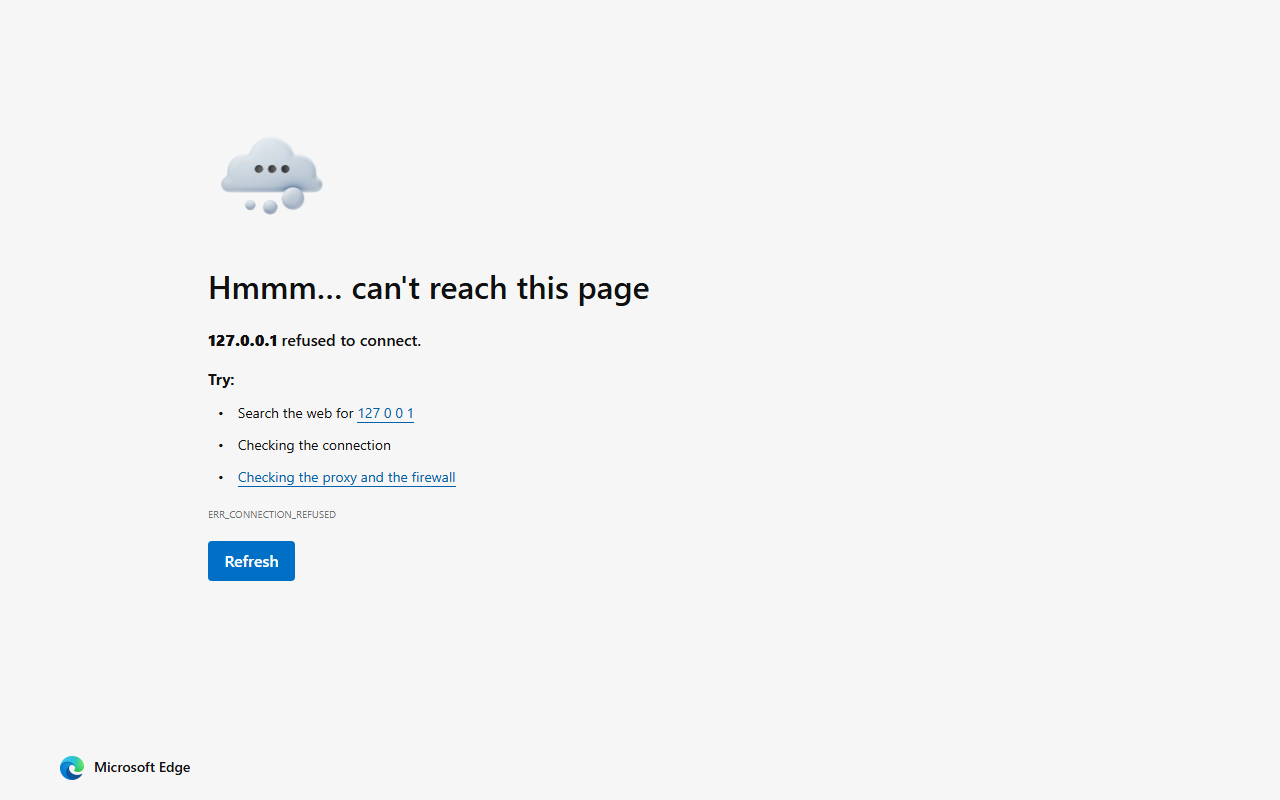 Hmmm... can't reach this page
127.0.0.1 refused to connect.
Try:
• Search the web for 127 0 0 1
• Checking the connection
• Checking the proxy and the firewall
ERR_CONNECTION_REFUSED
Refresh
Microsoft Edge